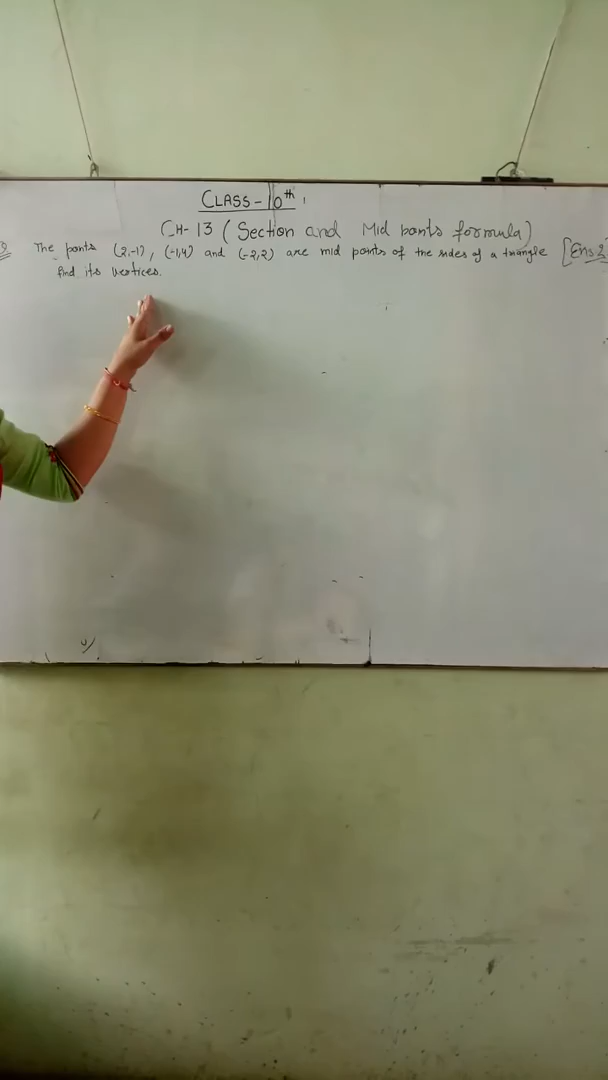 CLASS-10th
CH-13 (Section and Mid points formula)
The points (2,-1), (-1,4) and (-2,2) are mid points of the sides of a triangle
find its vertices.